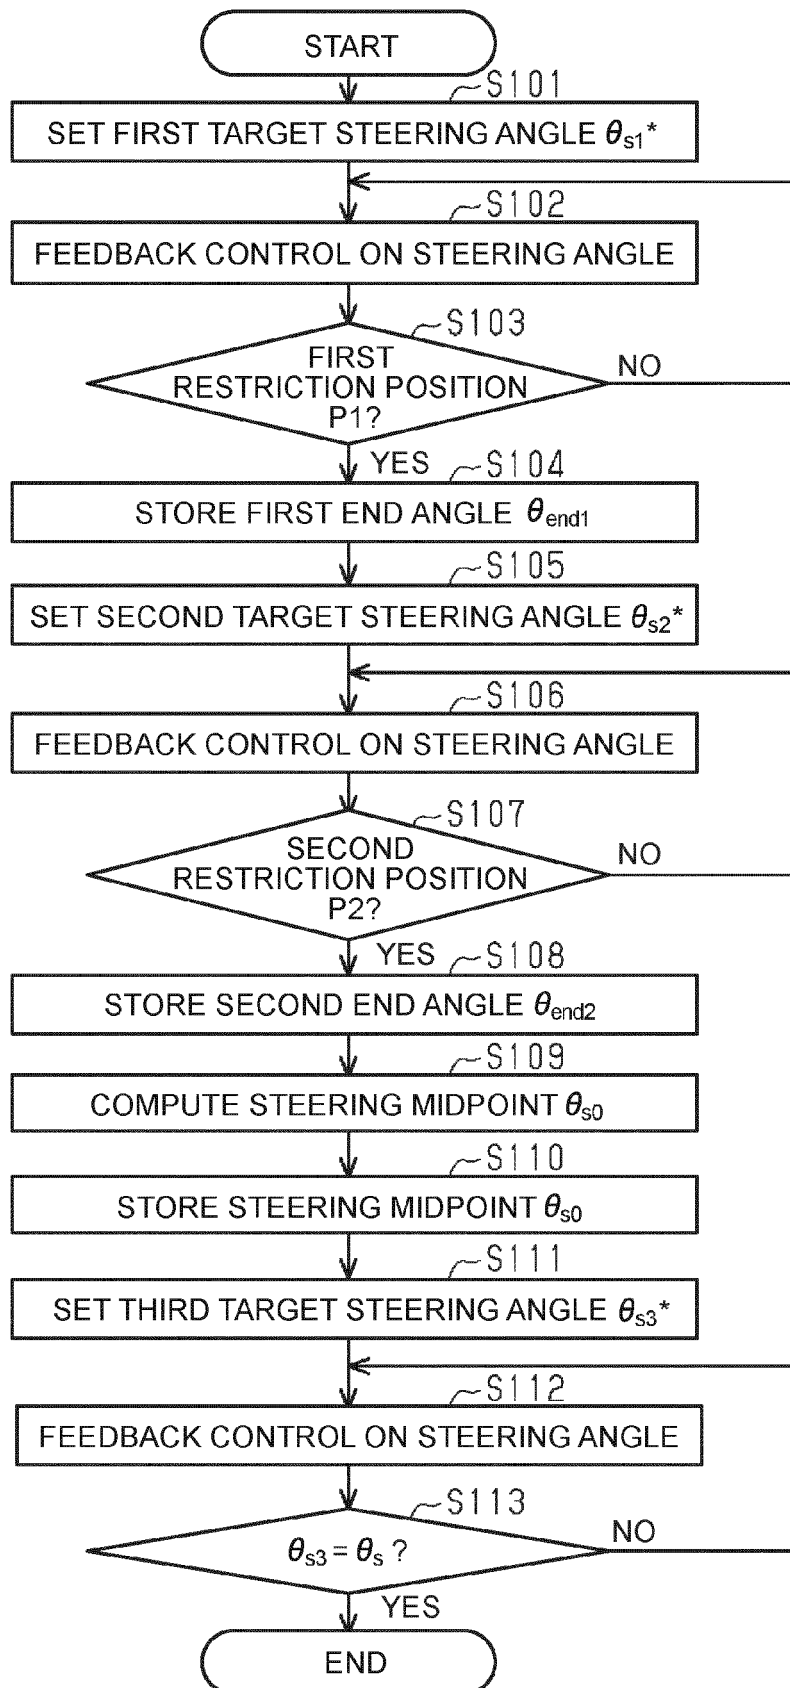 START
S101
SET FIRST TARGET STEERING ANGLE θs1*
S102
FEEDBACK CONTROL ON STEERING ANGLE
S103
FIRST
RESTRICTION POSITION
P1?
NO
YES
S104
STORE FIRST END ANGLE θend1
S105
SET SECOND TARGET STEERING ANGLE θs2*
S106
FEEDBACK CONTROL ON STEERING ANGLE
S107
SECOND
RESTRICTION POSITION
P2?
NO
YES
S108
STORE SECOND END ANGLE θend2
S109
COMPUTE STEERING MIDPOINT θs0
S110
STORE STEERING MIDPOINT θs0
S111
SET THIRD TARGET STEERING ANGLE θs3*
S112
FEEDBACK CONTROL ON STEERING ANGLE
S113
θs3 = θs ?
NO
YES
END